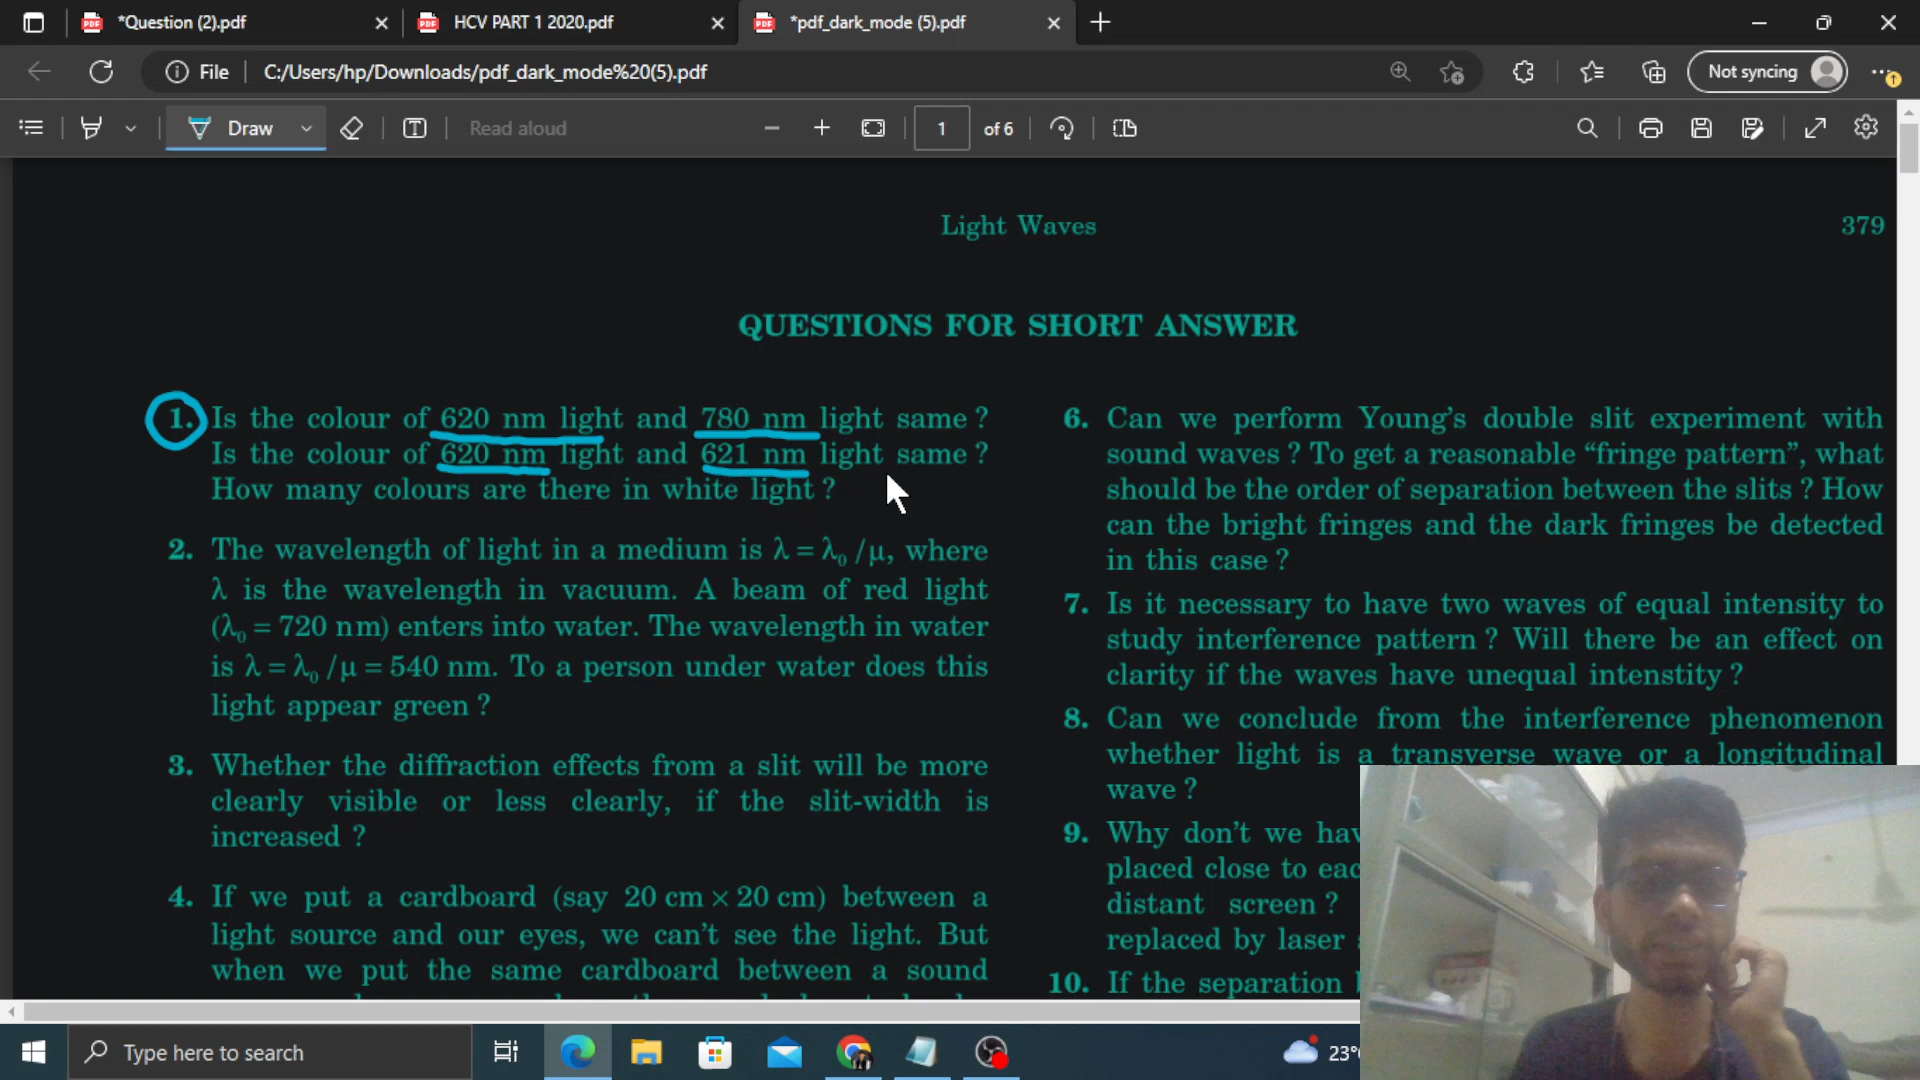 *Question (2).pdf
HCV PART 1 2020.pdf
*pdf_dark_mode (5).pdf
File
C:/Users/hp/Downloads/pdf_dark_mode%20(5).pdf
Not syncing
Draw
Read aloud
1 of 6
Light Waves
379
QUESTIONS FOR SHORT ANSWER
1. Is the colour of 620 nm light and 780 nm light same ?
Is the colour of 620 nm light and 621 nm light same ?
How many colours are there in white light ?
2. The wavelength of light in a medium is λ = λ₀ /μ, where
λ is the wavelength in vacuum. A beam of red light
(λ₀ = 720 nm) enters into water. The wavelength in water
is λ = λ₀ /μ = 540 nm. To a person under water does this
light appear green ?
3. Whether the diffraction effects from a slit will be more
clearly visible or less clearly, if the slit-width is
increased ?
4. If we put a cardboard (say 20 cm × 20 cm) between a
light source and our eyes, we can't see the light. But
when we put the same cardboard between a sound
6. Can we perform Young's double slit experiment with
sound waves ? To get a reasonable “fringe pattern”, what
should be the order of separation between the slits ? How
can the bright fringes and the dark fringes be detected
in this case ?
7. Is it necessary to have two waves of equal intensity to
study interference pattern ? Will there be an effect on
clarity if the waves have unequal intenstity ?
8. Can we conclude from the interference phenomenon
whether light is a transverse wave or a longitudinal
wave ?
9. Why don't we hav
placed close to eac
distant screen ?
replaced by laser
10. If the separation
Type here to search
23°